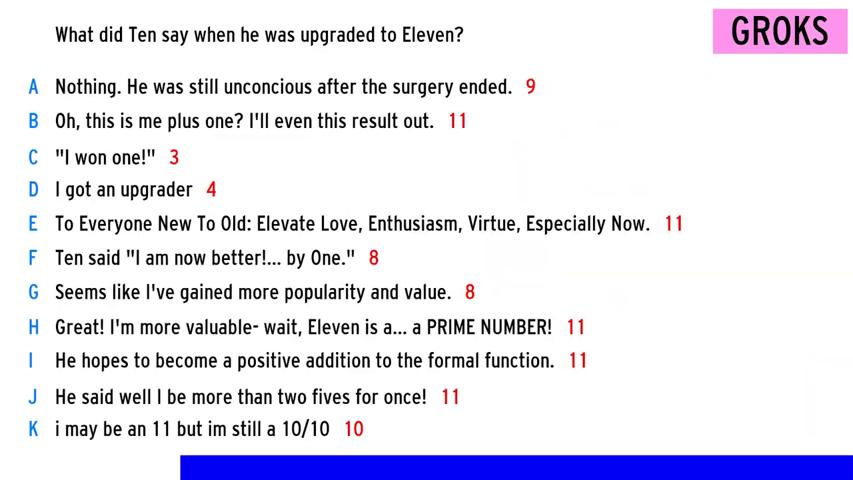 What did Ten say when he was upgraded to Eleven?
GROKS
A Nothing. He was still unconcious after the surgery ended. 9
B Oh, this is me plus one? I'll even this result out. 11
C "I won one!" 3
D I got an upgrader 4
E To Everyone New To Old: Elevate Love, Enthusiasm, Virtue, Especially Now. 11
F Ten said "I am now better!... by One." 8
G Seems like I've gained more popularity and value. 8
H Great! I'm more valuable- wait, Eleven is a... a PRIME NUMBER! 11
I He hopes to become a positive addition to the formal function. 11
J He said well I be more than two fives for once! 11
K i may be an 11 but im still a 10/10 10